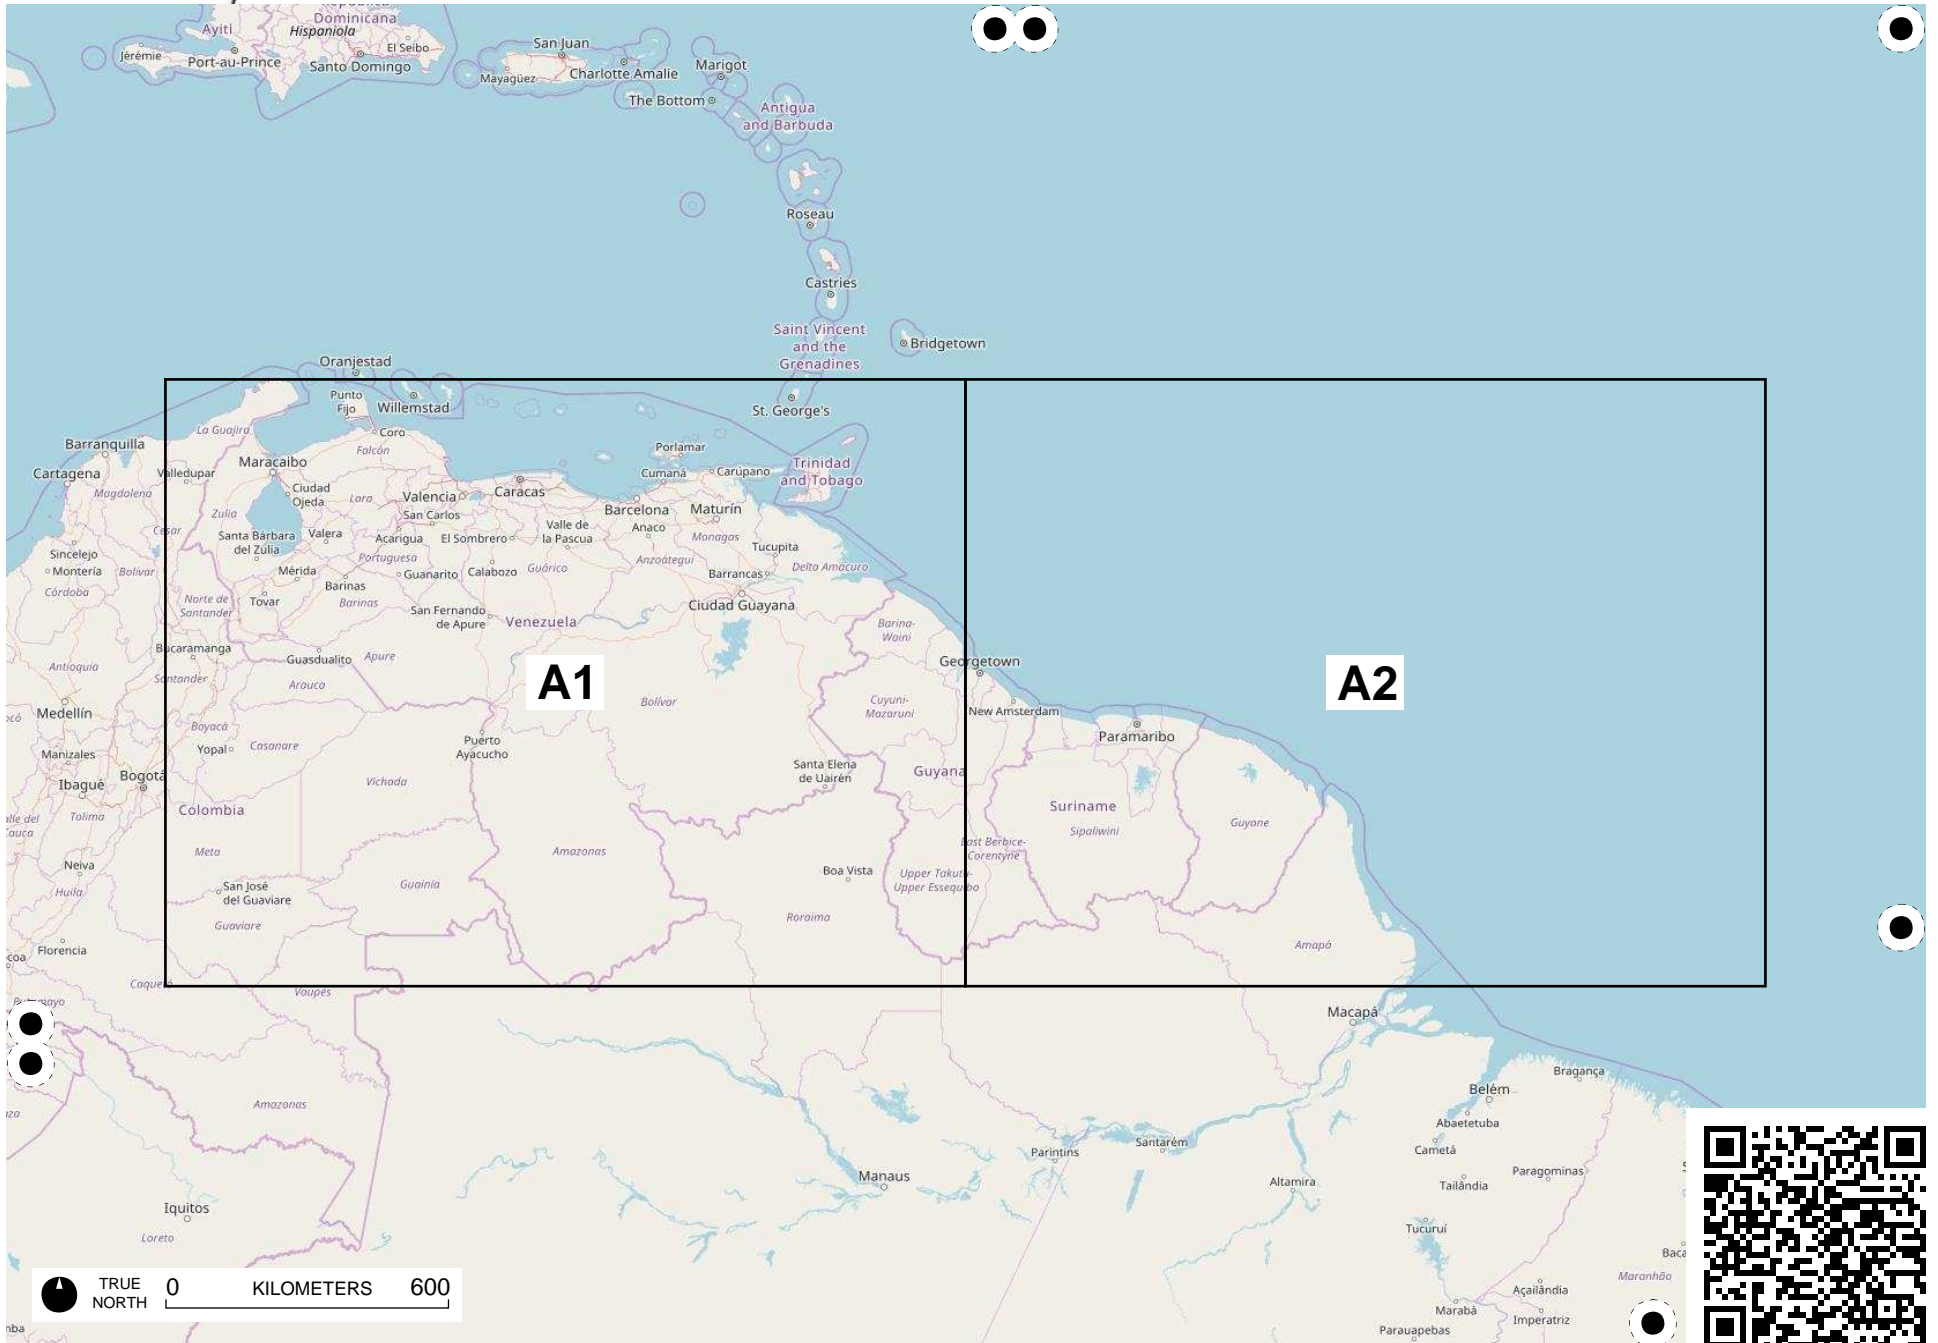 Dominicana
Ayiti
Hispaniola
San Juan
El Seibo
Jérémie
Port-au-Prince
Santo Domingo
Mayagüez
Charlotte Amalie
Marigot
The Bottom
Antigua
and Barbuda
Roseau
Castries
Saint Vincent
and the
Grenadines
Bridgetown
Oranjestad
Punto
Fijo
Willemstad
St. George's
La Guajira
Coro
Barranquilla
Falcón
Porlamar
Cartagena
Valledupar
Maracaibo
Cumaná
Carúpano
Trinidad
and Tobago
Magdalena
Ciudad
Ojeda
Lara
Valencia
Caracas
Zulia
San Carlos
Barcelona
Maturín
Cesar
Santa Bárbara
del Zulia
Valera
Acarigua
El Sombrero
Valle de
la Pascua
Anaco
Monagas
Sincelejo
Portuguesa
Tucupita
Montería
Bolívar
Mérida
Guanarito
Calabozo
Guárico
Anzoátegui
Barrancas
Delta Amacuro
Córdoba
Barinas
Norte de
Santander
Tovar
Barinas
San Fernando
de Apure
Venezuela
Ciudad Guayana
Barima-
Waini
Bucaramanga
Guasdualito
Apure
Georgetown
Antioquia
Santander
Arauca
A1
A2
Bolívar
Cuyuni-
Mazaruni
Medellín
New Amsterdam
Boyacá
Yopal
Casanare
Puerto
Ayacucho
Paramaribo
Manizales
Santa Elena
de Uairén
Guyana
Bogotá
Ibagué
Vichada
Colombia
Suriname
Tolima
Sipaliwini
Guyane
Meta
Amazonas
East Berbice-
Corentyne
Neiva
Huila
San José
del Guaviare
Guainía
Boa Vista
Upper Takutu-
Upper Essequibo
Guaviare
Roraima
Florencia
Amapá
Caquetá
Vaupés
Putumayo
Macapá
Bragança
Belém
Amazonas
Abaetetuba
Parintins
Santarém
Cametá
Manaus
Paragominas
Altamira
Tailândia
Iquitos
Tucuruí
Loreto
Maranhão
TRUE
NORTH
0 KILOMETERS 600
Açailândia
Marabá
Imperatriz
Parauapebas